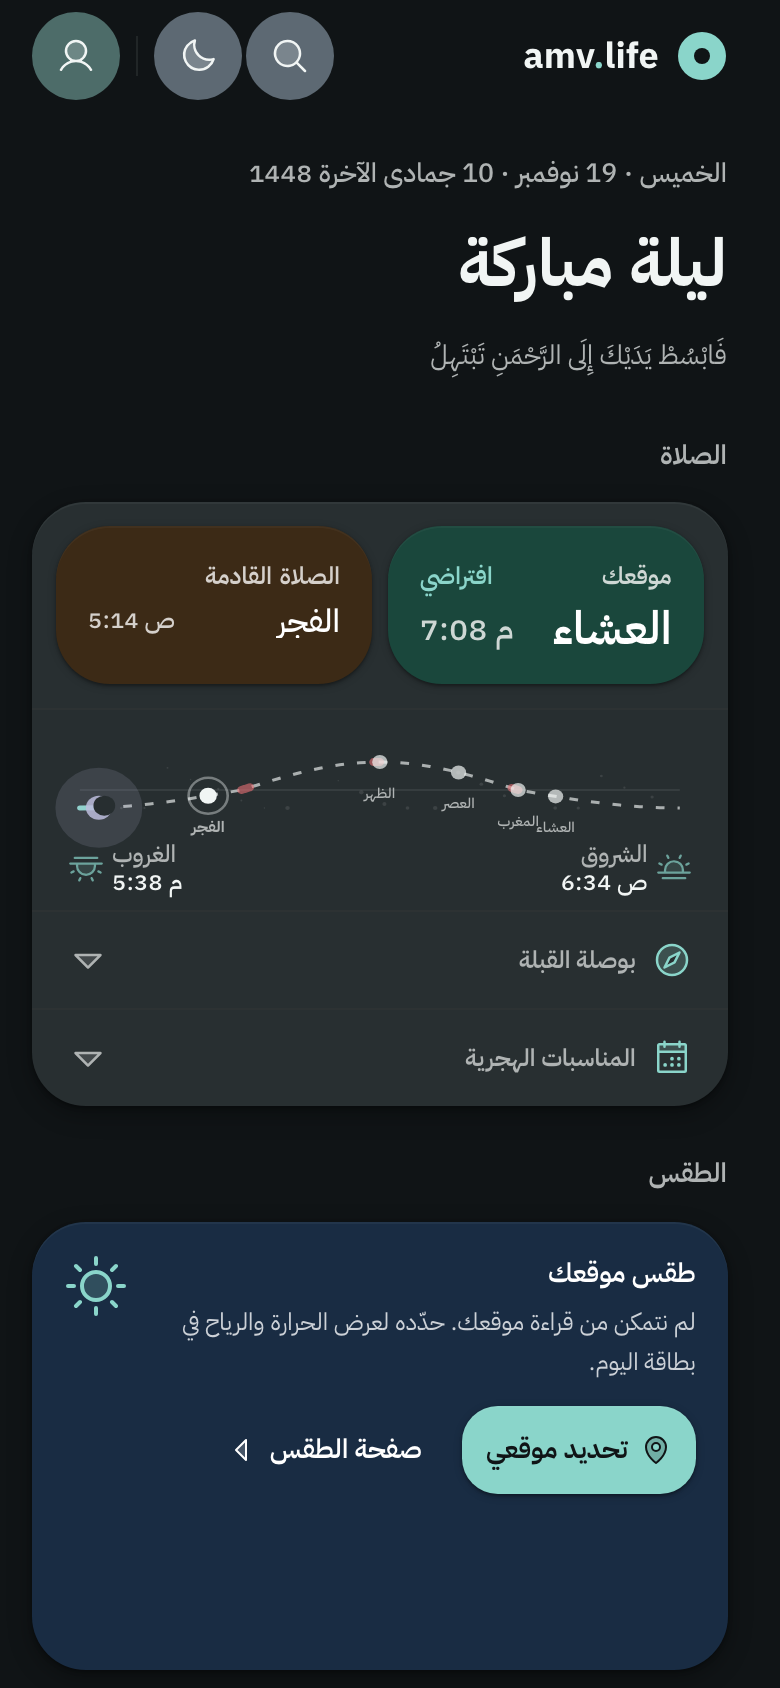 amv.life
الخميس · 19 نوفمبر · 10 جمادى الآخرة 1448
ليلة مباركة
فَابْسُطْ يَدَيْكَ إِلَى الرَّحْمَنِ تَبْتَهِلُ
الصلاة
موقعك افتراضي
العشاء 7:08 م
الصلاة القادمة
الفجر 5:14 ص
الظهر
العصر
المغرب
العشاء
الفجر
الشروق
6:34 ص
الغروب
5:38 م
بوصلة القبلة
المناسبات الهجرية
الطقس
طقس موقعك
لم نتمكن من قراءة موقعك. حدّده لعرض الحرارة والرياح في
بطاقة اليوم.
تحديد موقعي
صفحة الطقس